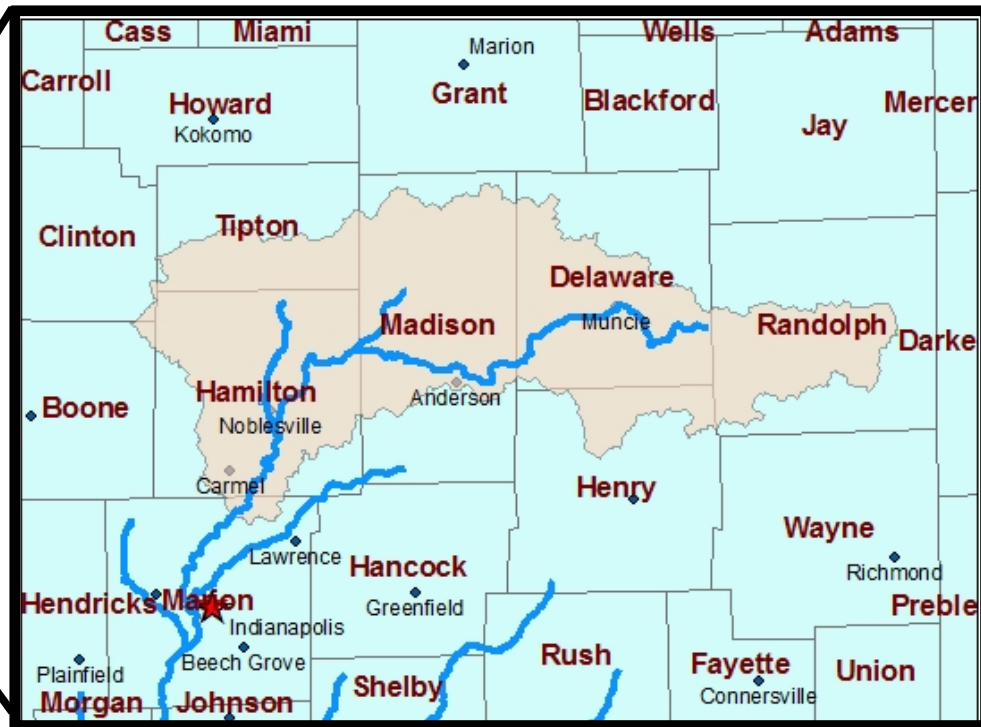 Cass
Miami
Wells
Adams
Marion
Carroll
Grant
Blackford
Mercer
Howard
Jay
Kokomo
Tipton
Clinton
Delaware
Madison
Muncie
Randolph
Darke
Hamilton
Anderson
Boone
Noblesville
Carmel
Henry
Wayne
Lawrence
Hancock
Richmond
Hendricks
Marion
Greenfield
Preble
Indianapolis
Beech Grove
Rush
Plainfield
Fayette
Union
Shelby
Connersville
Morgan
Johnson